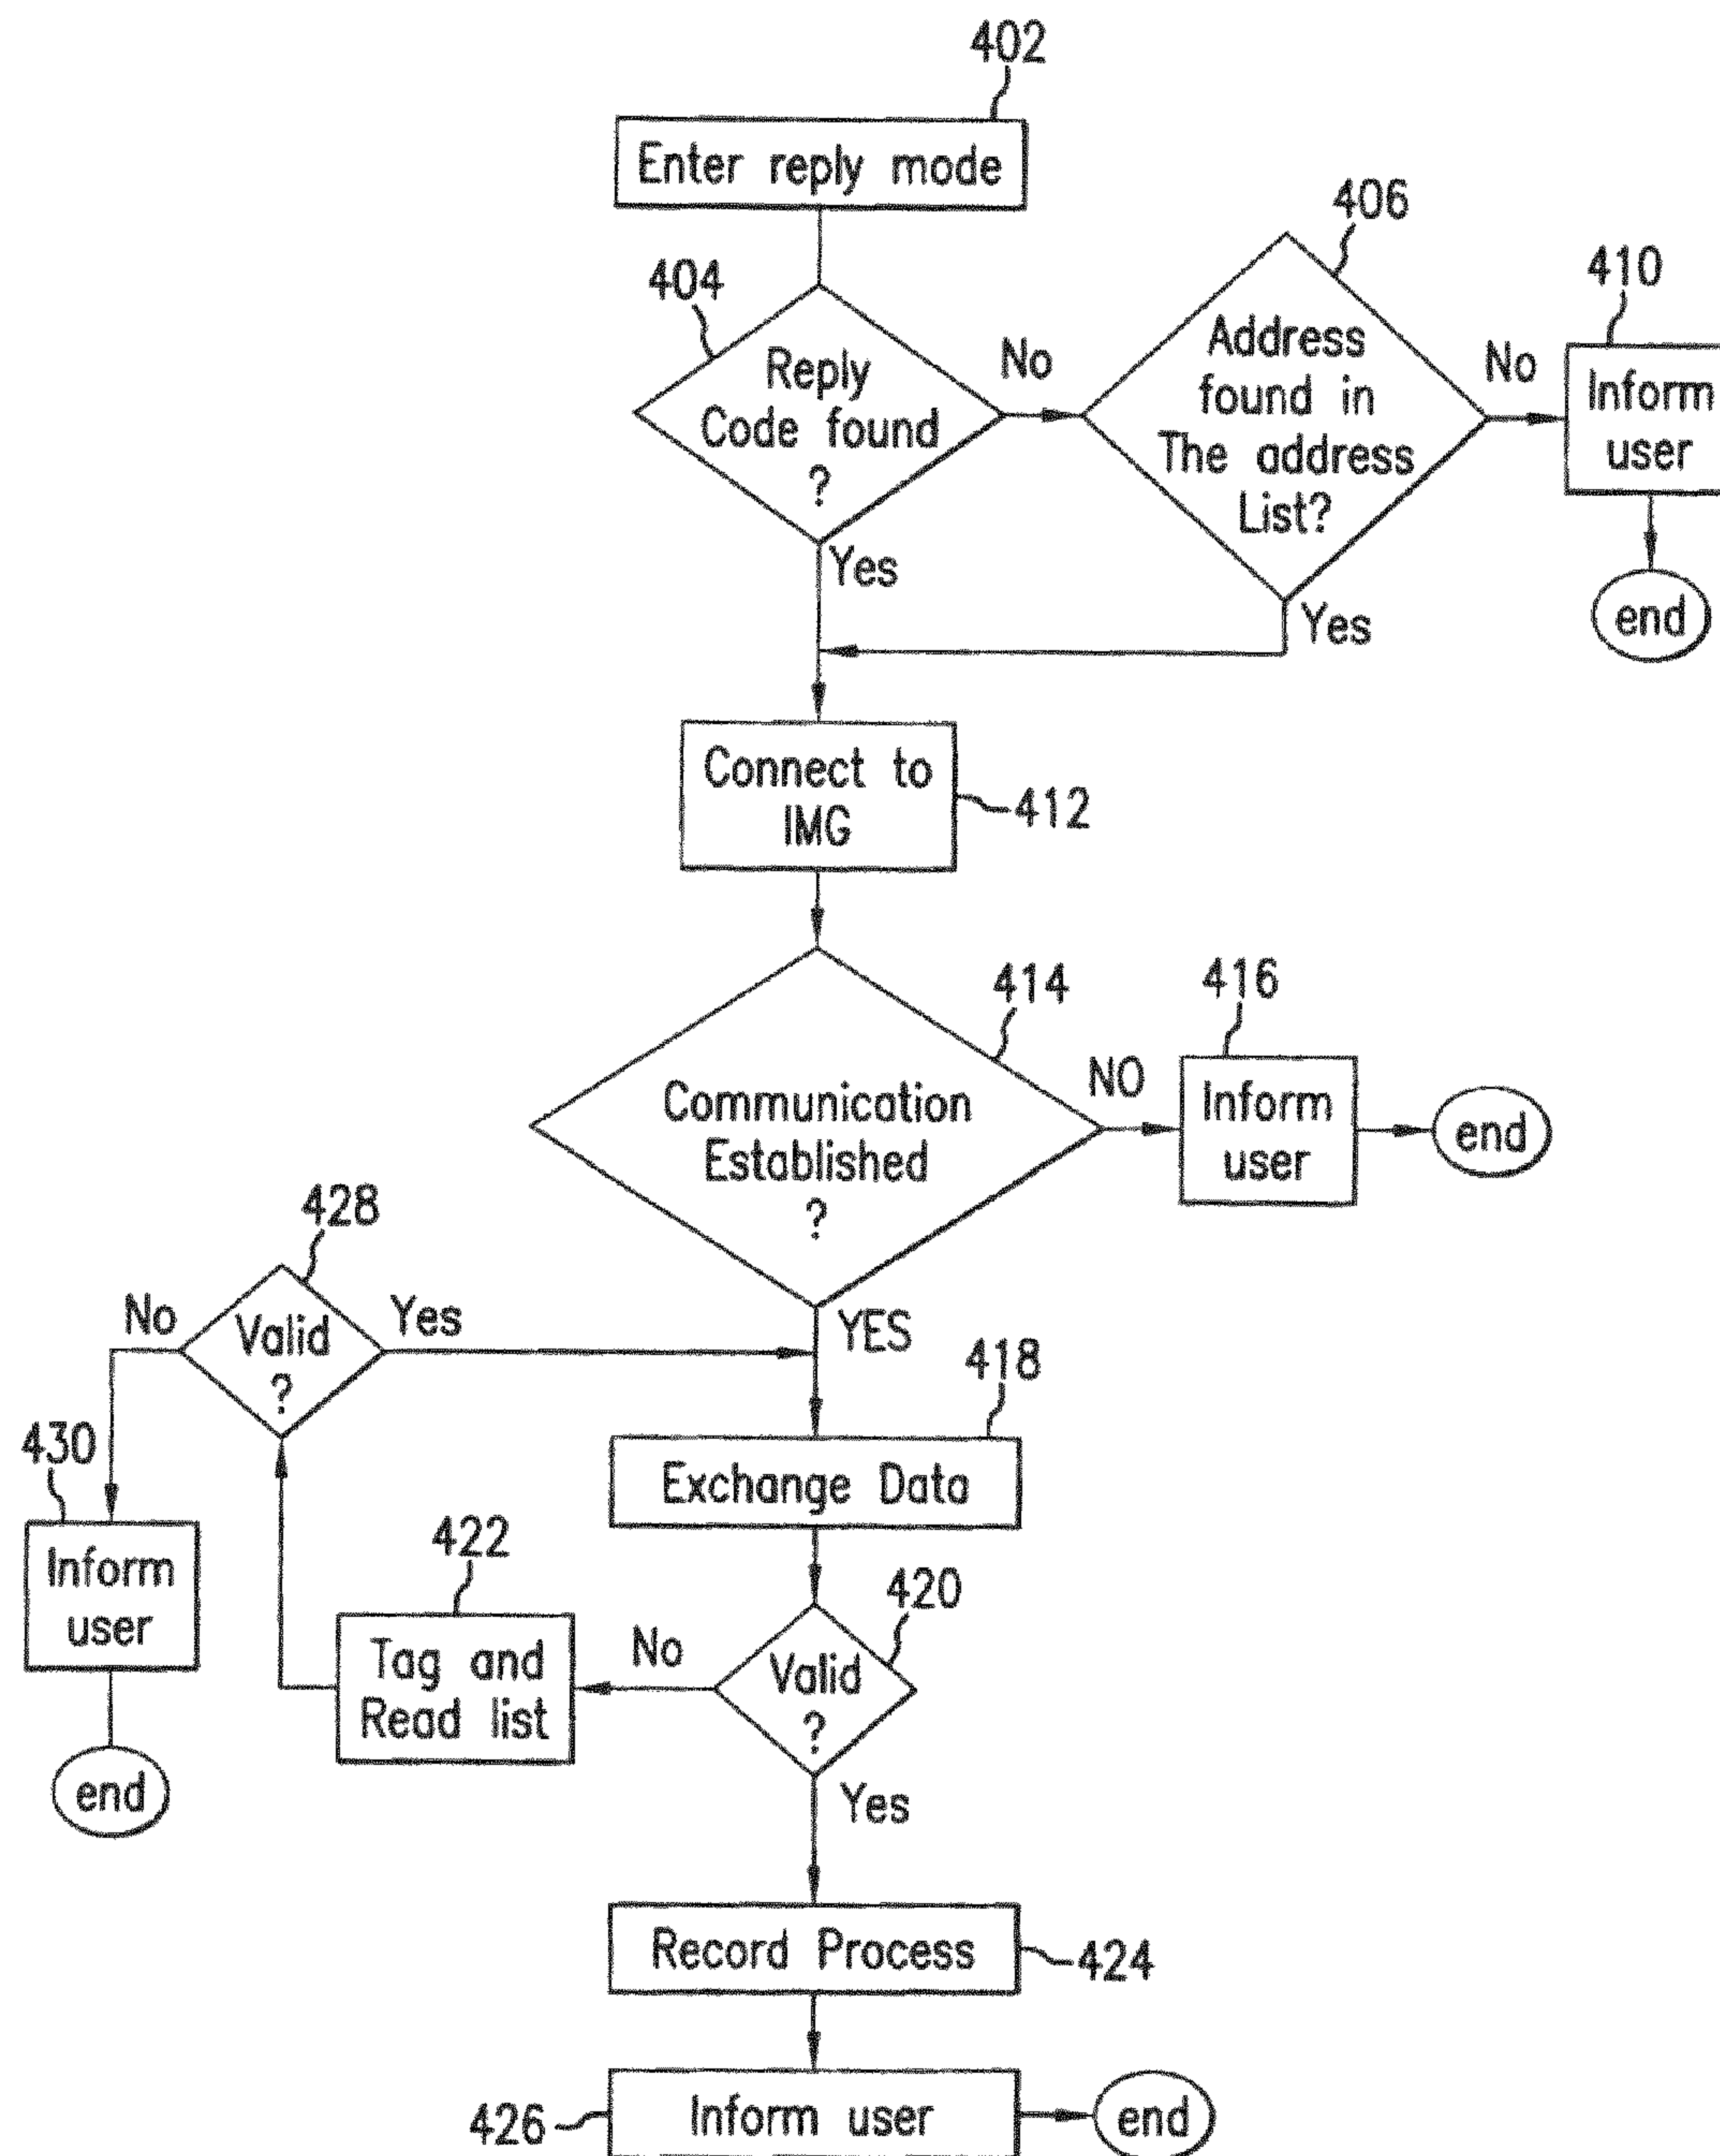 402
Enter reply mode
406
404
410
Reply
Code found
?
No
Address
found in
The address
List?
No
Inform
user
end
Yes
Yes
Connect to
IMG
412
414
416
Communication
Established
?
NO
Inform
user
end
YES
428
Valid
?
No
Yes
418
Exchange Data
430
Inform
user
end
422
Tag and
Read list
No
420
Valid
?
Yes
Record Process
424
426
Inform user
end